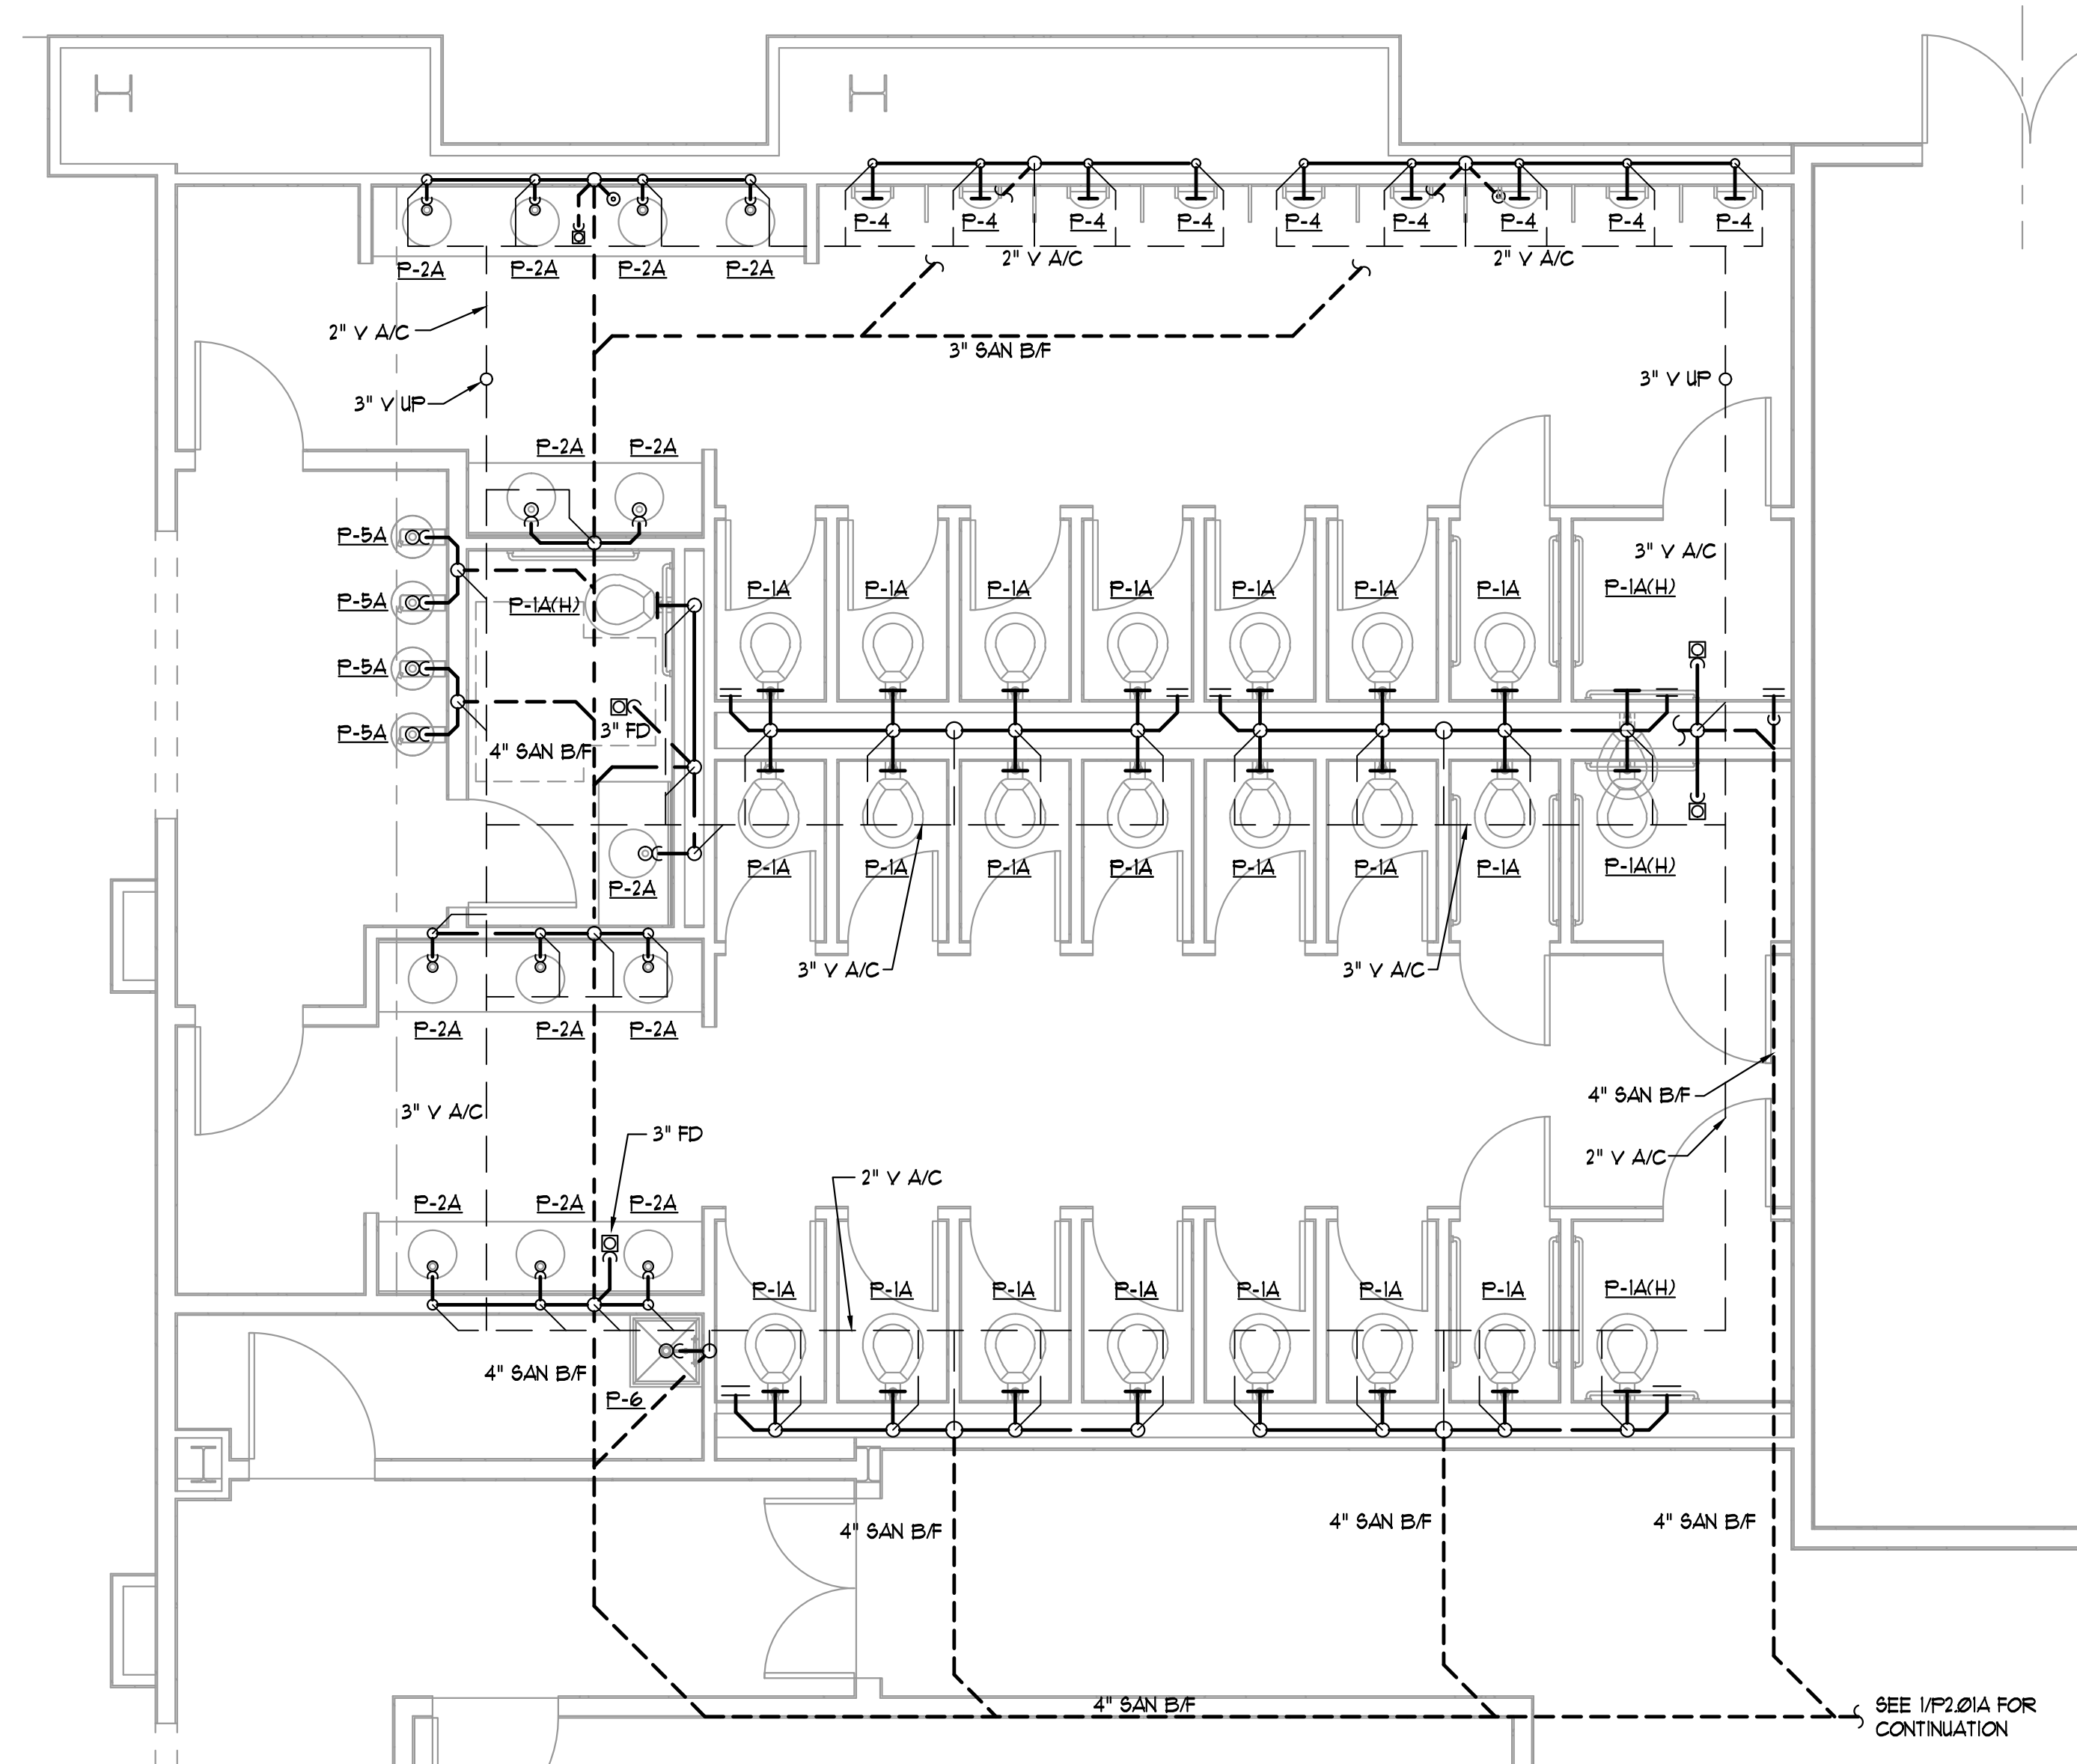 P-4 P-4 P-4 P-4 P-4 P-4 P-4 P-4 P-4
2" V A/C 2" V A/C
P-2A P-2A P-2A P-2A
2" V A/C
3" SAN B/F
3" V UP
3" V UP
P-2A P-2A
P-5A
3" V A/C
P-1A P-1A P-1A P-1A P-1A P-1A P-1A P-1A(H)
P-5A
P-1A(H)
P-5A
P-5A
3" FD
4" SAN B/F
P-1A P-1A P-1A P-1A P-1A P-1A P-1A P-1A(H)
P-2A
3" V A/C 3" V A/C
P-2A P-2A P-2A
4" SAN B/F
3" V A/C
3" FD
2" V A/C
2" V A/C
P-2A P-2A P-2A
P-1A P-1A P-1A P-1A P-1A P-1A P-1A P-1A(H)
4" SAN B/F
P-6
4" SAN B/F 4" SAN B/F 4" SAN B/F
4" SAN B/F
SEE 1/P2.01A FOR
CONTINUATION